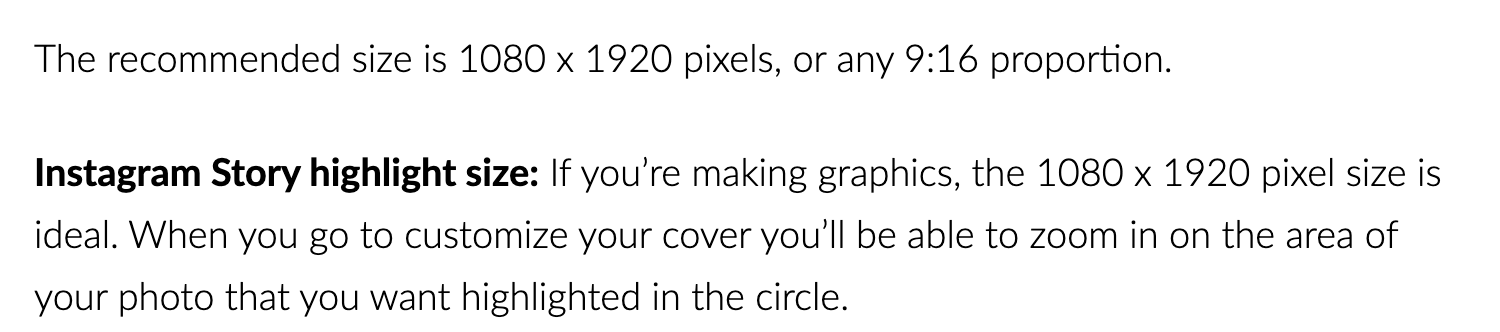 The recommended size is 1080 x 1920 pixels, or any 9:16 proportion.
Instagram Story highlight size: If you’re making graphics, the 1080 x 1920 pixel size is
ideal. When you go to customize your cover you’ll be able to zoom in on the area of
your photo that you want highlighted in the circle.